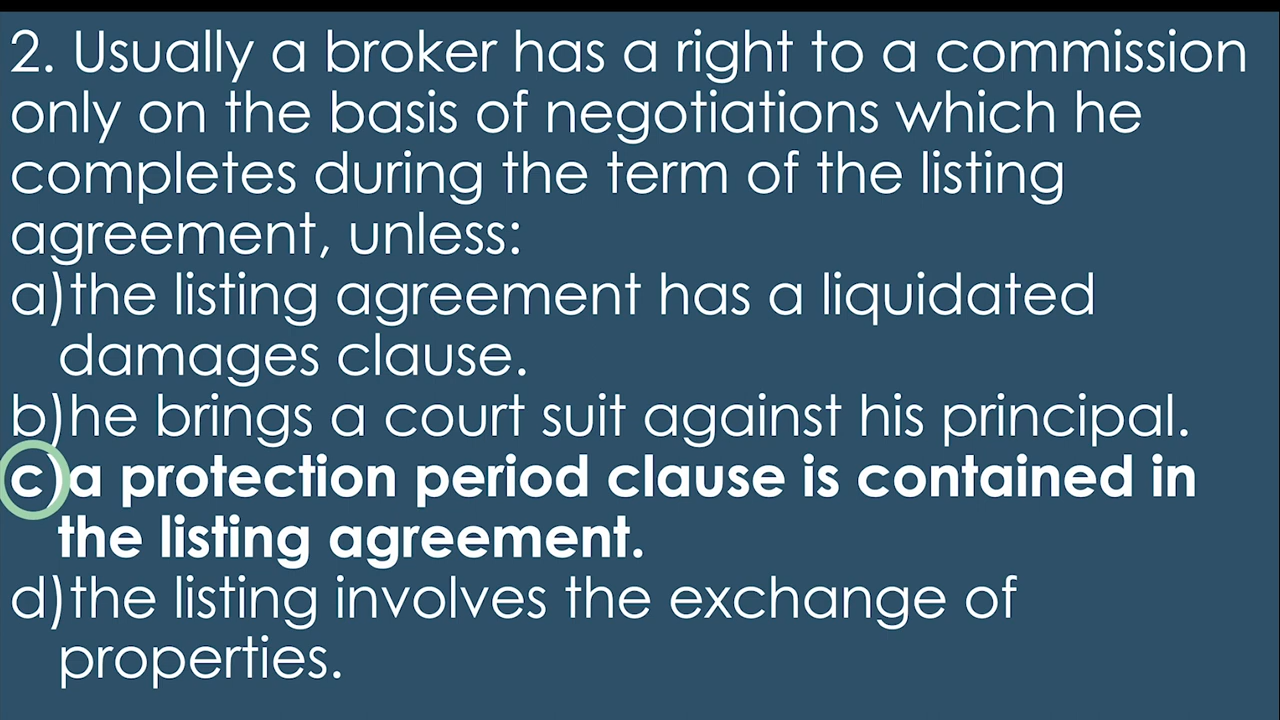 2. Usually a broker has a right to a commission
only on the basis of negotiations which he
completes during the term of the listing
agreement, unless:
a)the listing agreement has a liquidated
damages clause.
b)he brings a court suit against his principal.
c)a protection period clause is contained in
the listing agreement.
d)the listing involves the exchange of
properties.